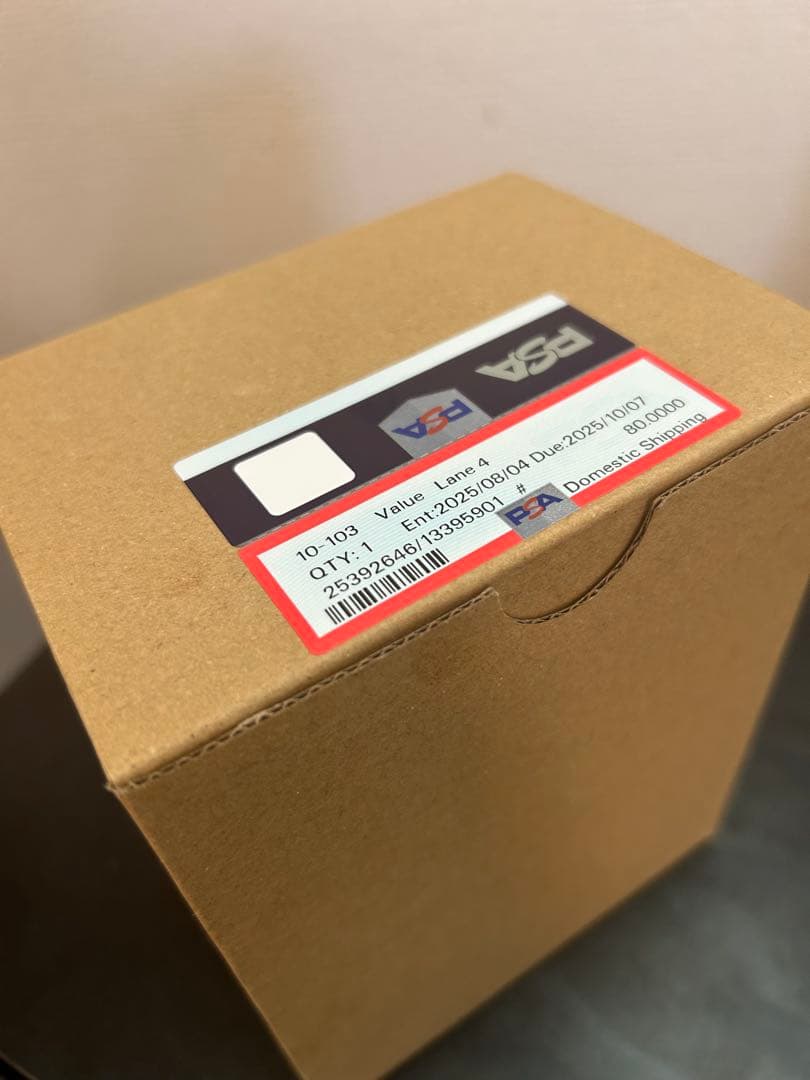 PSA
PSA
10-103 Value Lane 4
QTY: 1 Ent:2025/08/04 Due:2025/10/07
25392646/13395901 # 80.0000
PSA Domestic Shipping